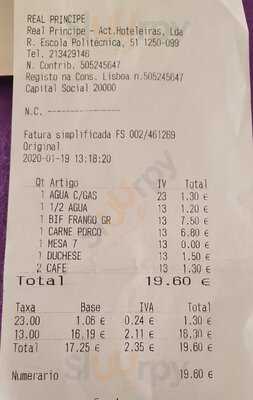 REAL PRINCIPE
Real Principe - Act.Hoteleiras, Lda
R. Escola Politécnica, 51 1250-099
Tel. 213429146
N. Contrib. 505245647
Registo na Cons. Lisboa n.505245647
Capital Social 20000
N.C. --------------
Fatura simplificada FS 002/461269
Original
2020-01-19 13:18:20
Qt Artigo IV Total
1 AGUA C/GAS 23 1.30 €
1 1/2 AGUA 13 1.20 €
1 BIF FRANGO GR 13 7.50 €
1 CARNE PORCO 13 6.80 €
1 MESA 7 13 0.00 €
1 DUCHESE 13 1.50 €
2 CAFE 13 1.30 €
Total 19.60 €
Taxa Base IVA Total
23.00 1.06 € 0.24 € 1.30 €
13.00 16.19 € 2.11 € 18.30 €
Total 17.25 € 2.35 € 19.60 €
Numerario 19.60 €